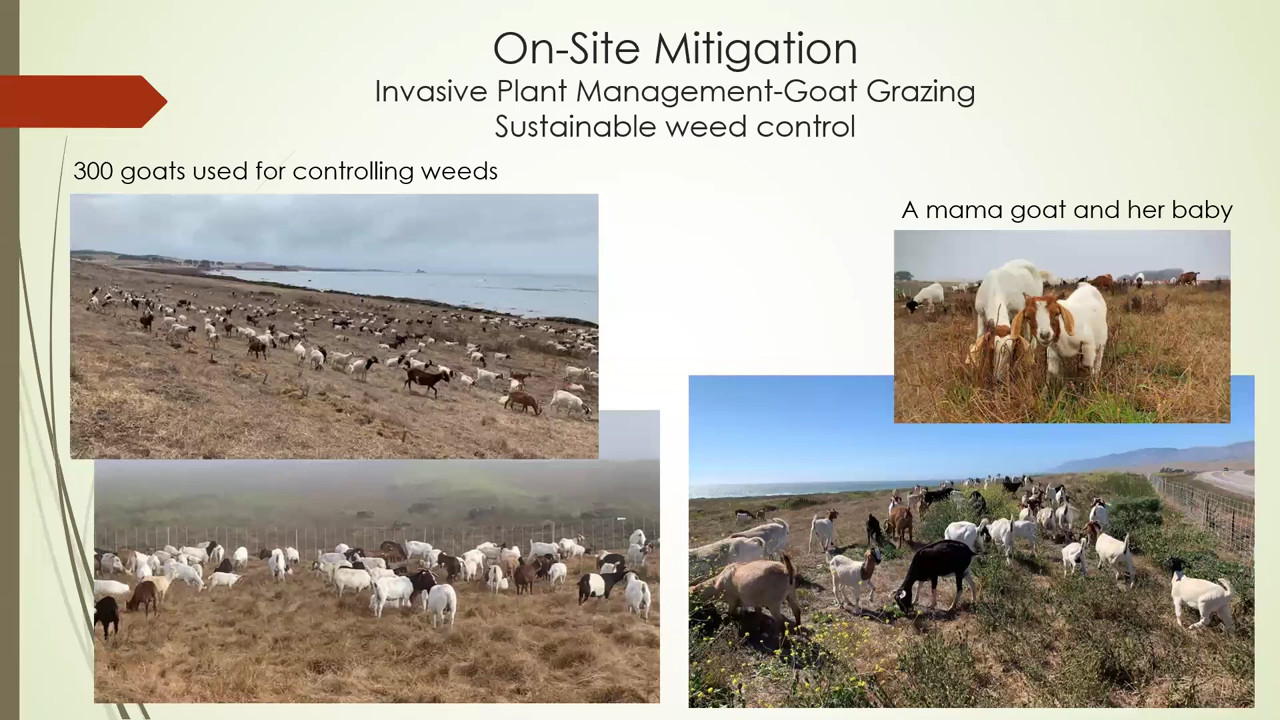 On-Site Mitigation
Invasive Plant Management-Goat Grazing
Sustainable weed control
300 goats used for controlling weeds
A mama goat and her baby